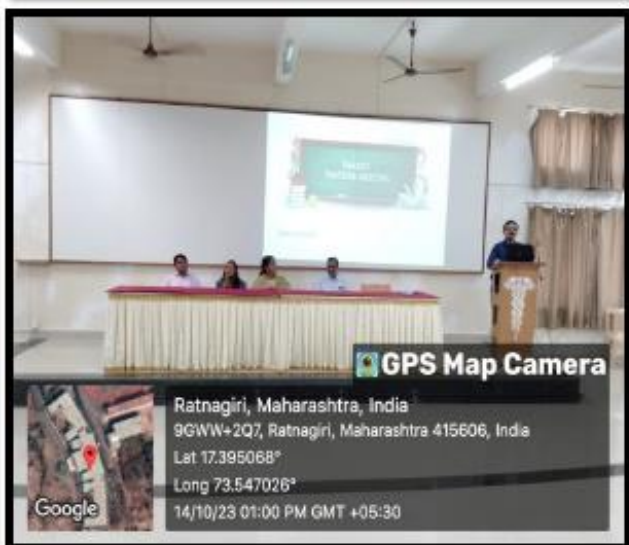 GPS Map Camera
Ratnagiri, Maharashtra, India
9GWW+2Q7, Ratnagiri, Maharashtra 415606, India
Lat 17.395068°
Long 73.547026°
14/10/23 01:00 PM GMT +05:30
Google